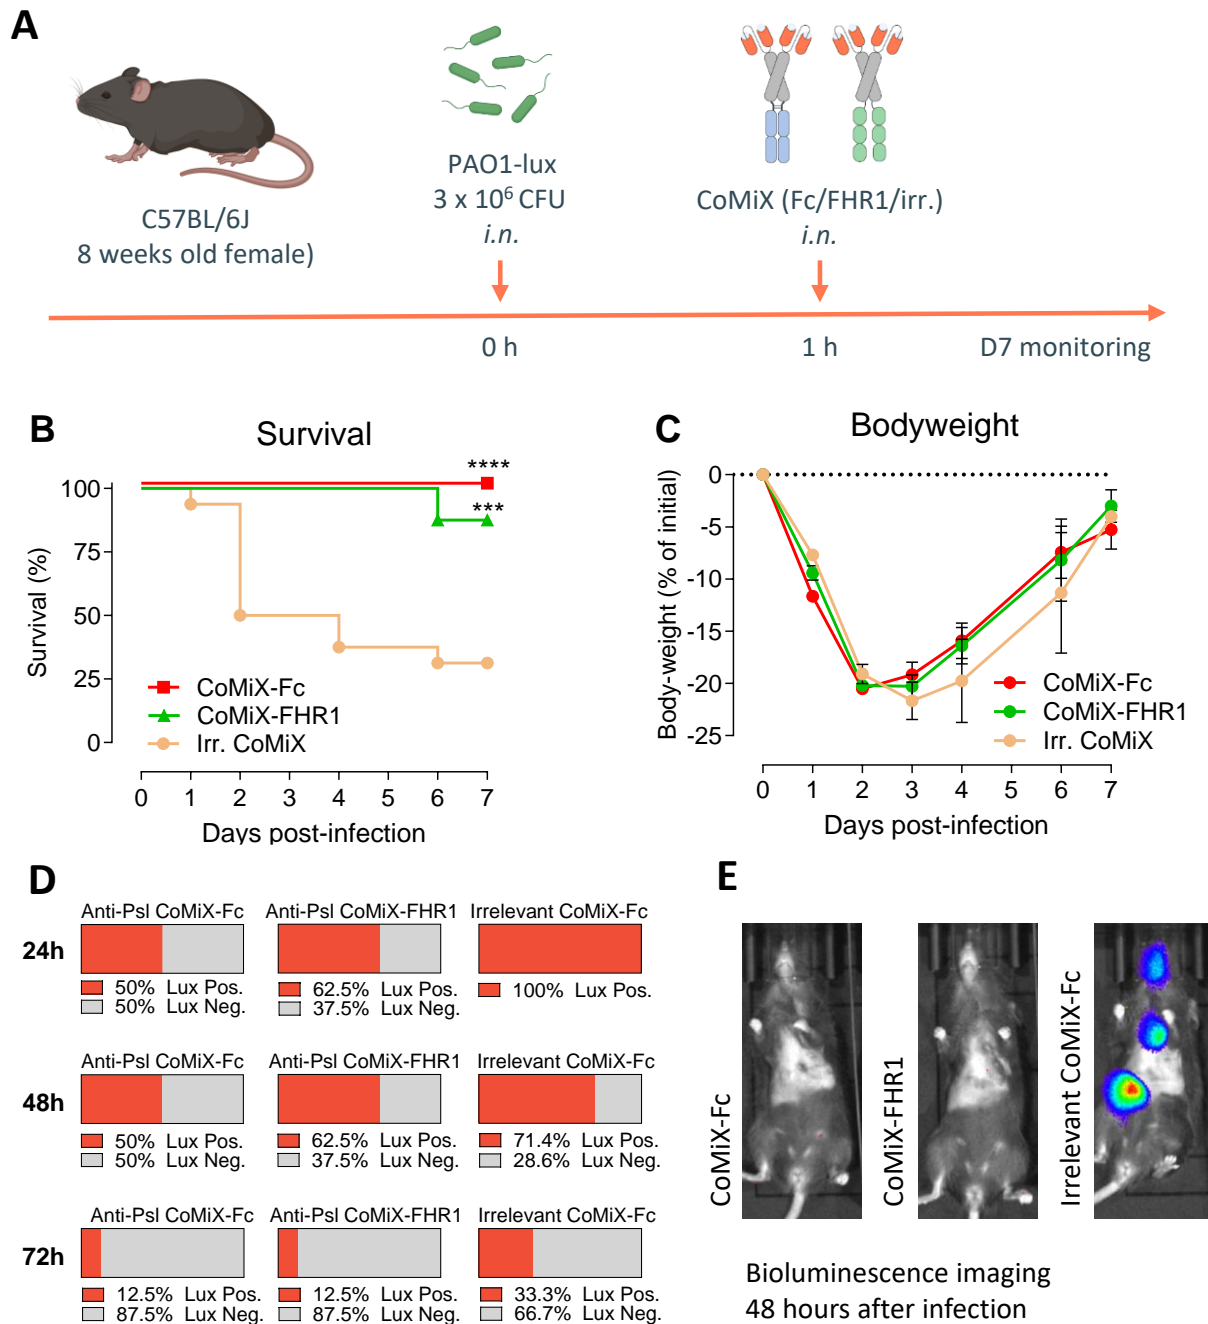 A
C57BL/6J
8 weeks old female)
PAO1-lux
3 x 10⁶ CFU
i.n.
CoMiX (Fc/FHR1/irr.)
i.n.
0 h
1 h
D7 monitoring
B
Survival
Survival (%)
100
75
50
25
0
****
***
CoMiX-Fc
CoMiX-FHR1
Irr. CoMiX
0 1 2 3 4 6 7
Days post-infection
C
Bodyweight
Body-weight (% of initial)
0
-5
-10
-15
-20
-25
CoMiX-Fc
CoMiX-FHR1
Irr. CoMiX
0 1 2 3 4 5 6 7
Days post-infection
D
24h
Anti-Psl CoMiX-Fc
50% Lux Pos.
50% Lux Neg.
Anti-Psl CoMiX-FHR1
62.5% Lux Pos.
37.5% Lux Neg.
Irrelevant CoMiX-Fc
100% Lux Pos.
48h
Anti-Psl CoMiX-Fc
50% Lux Pos.
50% Lux Neg.
Anti-Psl CoMiX-FHR1
62.5% Lux Pos.
37.5% Lux Neg.
Irrelevant CoMiX-Fc
71.4% Lux Pos.
28.6% Lux Neg.
72h
Anti-Psl CoMiX-Fc
12.5% Lux Pos.
87.5% Lux Neg.
Anti-Psl CoMiX-FHR1
12.5% Lux Pos.
87.5% Lux Neg.
Irrelevant CoMiX-Fc
33.3% Lux Pos.
66.7% Lux Neg.
E
CoMiX-Fc
CoMiX-FHR1
Irrelevant CoMiX-Fc
Bioluminescence imaging
48 hours after infection